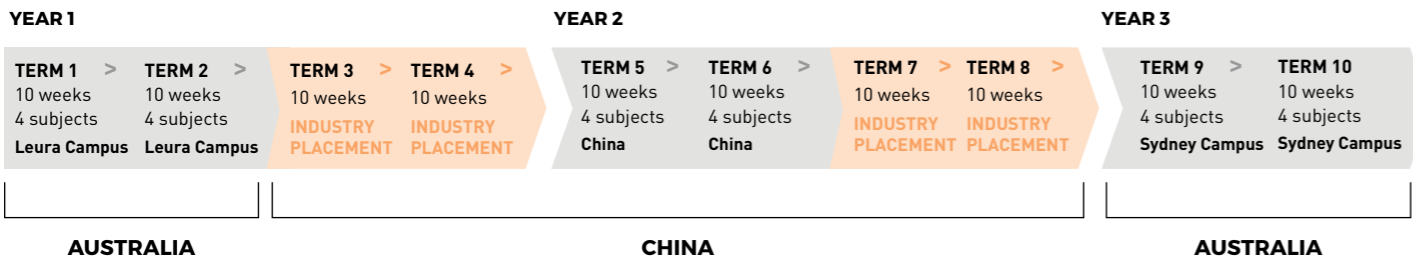 YEAR 1
TERM 1 >
10 weeks
4 subjects
Leura Campus
TERM 2 >
10 weeks
4 subjects
Leura Campus
TERM 3 >
10 weeks
INDUSTRY
PLACEMENT
TERM 4 >
10 weeks
INDUSTRY
PLACEMENT
YEAR 2
TERM 5 >
10 weeks
4 subjects
China
TERM 6 >
10 weeks
4 subjects
China
TERM 7 >
10 weeks
INDUSTRY
PLACEMENT
TERM 8 >
10 weeks
INDUSTRY
PLACEMENT
YEAR 3
TERM 9 >
10 weeks
4 subjects
Sydney Campus
TERM 10
10 weeks
4 subjects
Sydney Campus
AUSTRALIA
CHINA
AUSTRALIA